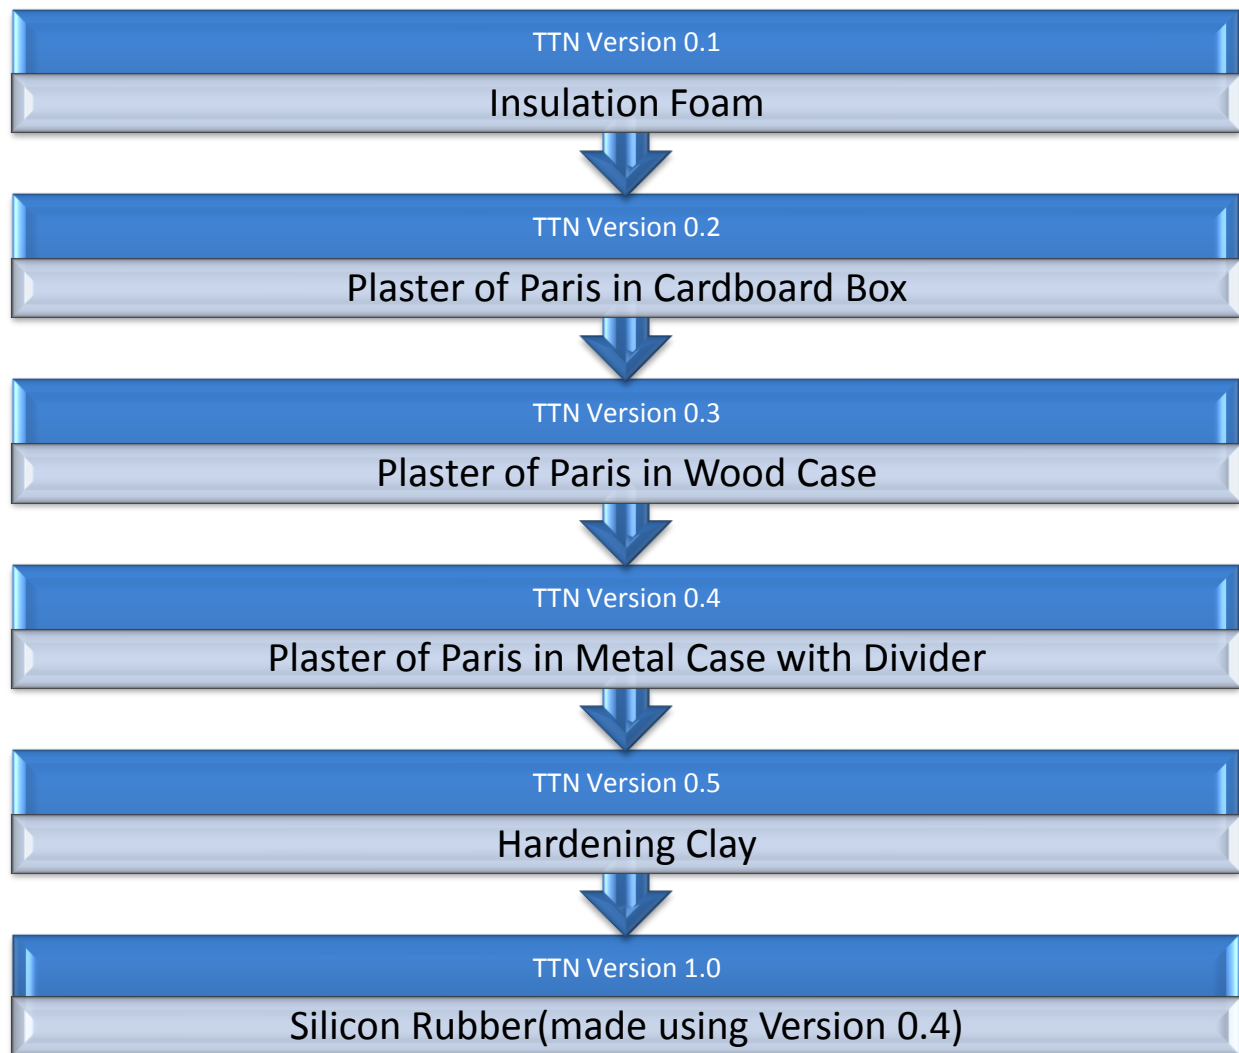 TTN Version 0.1
Insulation Foam
TTN Version 0.2
Plaster of Paris in Cardboard Box
TTN Version 0.3
Plaster of Paris in Wood Case
TTN Version 0.4
Plaster of Paris in Metal Case with Divider
TTN Version 0.5
Hardening Clay
TTN Version 1.0
Silicon Rubber(made using Version 0.4)